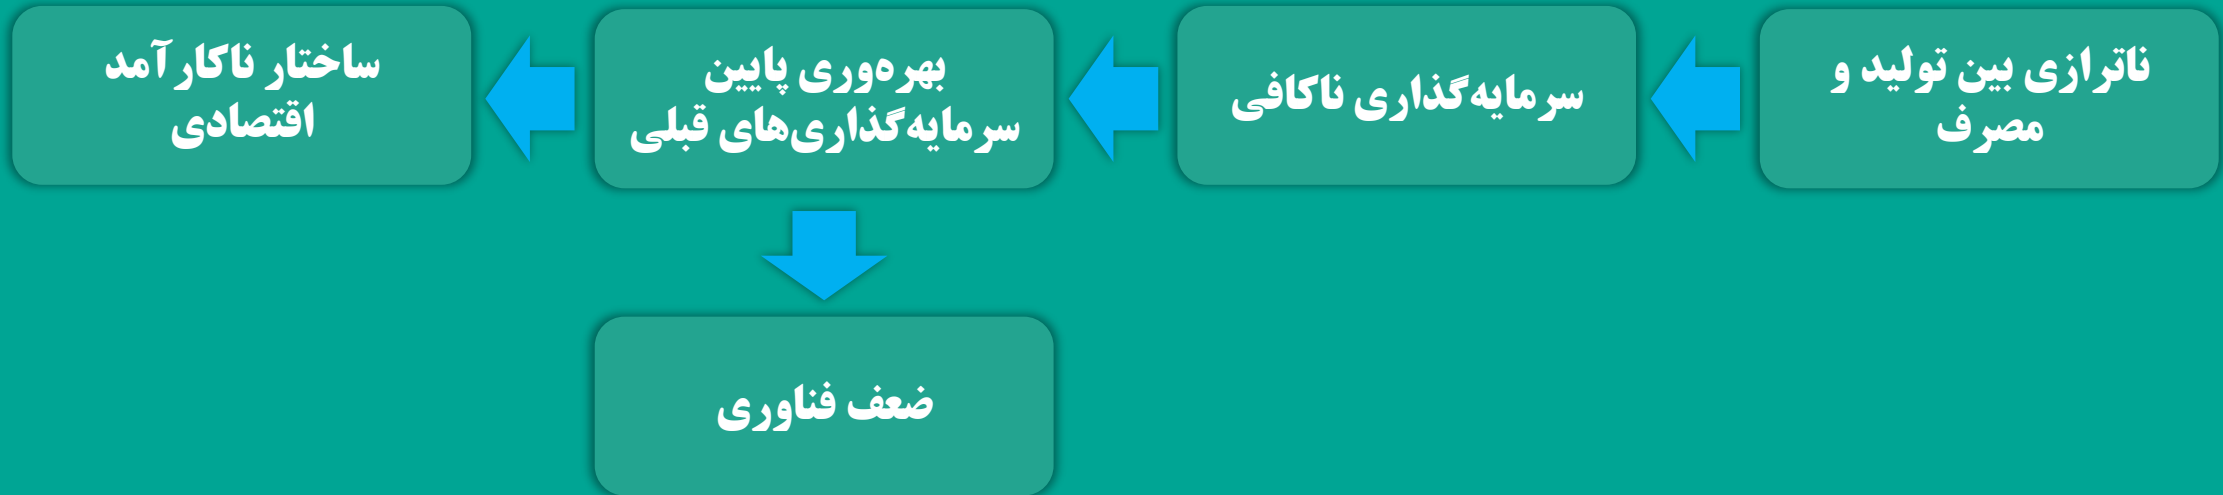 ناترازی بین تولید و
مصرف
سرمایه‌گذاری ناکافی
بهره‌وری پایین
سرمایه‌گذاری‌های قبلی
ساختار ناکارآمد
اقتصادی
ضعف فناوری